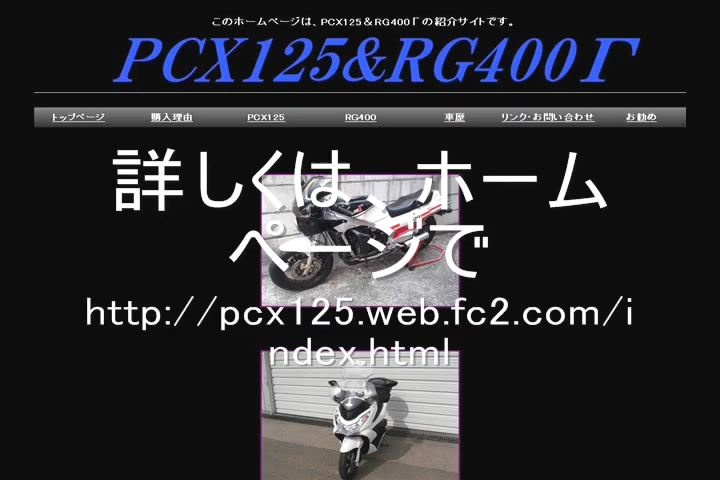 このホームページは、PCX125＆RG400Γの紹介サイトです。
PCX125&RG400Γ
トップページ 購入理由 PCX125 RG400 車歴 リンク・お問い合わせ お勧め
詳しくは、ホーム
ページで
http://pcx125.web.fc2.com/i
ndex.html